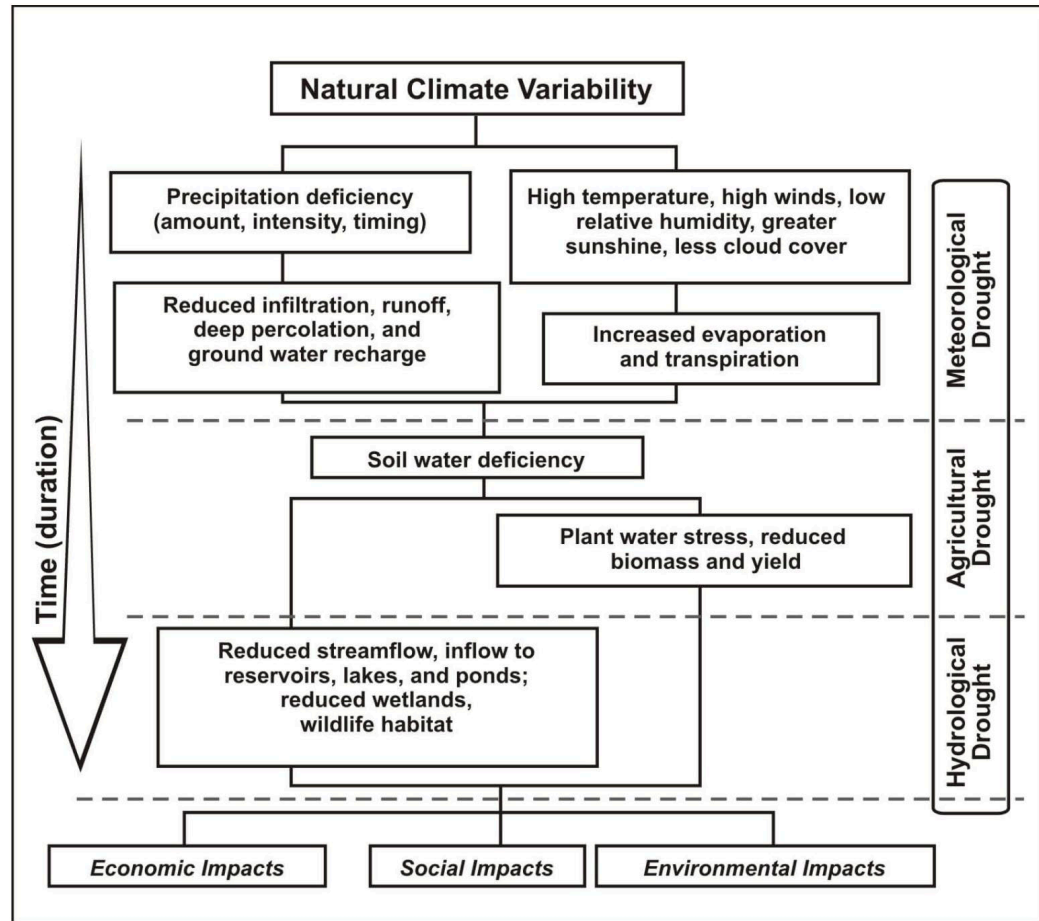 Natural Climate Variability
Precipitation deficiency
(amount, intensity, timing)
High temperature, high winds, low
relative humidity, greater
sunshine, less cloud cover
Reduced infiltration, runoff,
deep percolation, and
ground water recharge
Increased evaporation
and transpiration
Meteorological
Drought
Time (duration)
Soil water deficiency
Plant water stress, reduced
biomass and yield
Agricultural
Drought
Reduced streamflow, inflow to
reservoirs, lakes, and ponds;
reduced wetlands,
wildlife habitat
Hydrological
Drought
Economic Impacts
Social Impacts
Environmental Impacts